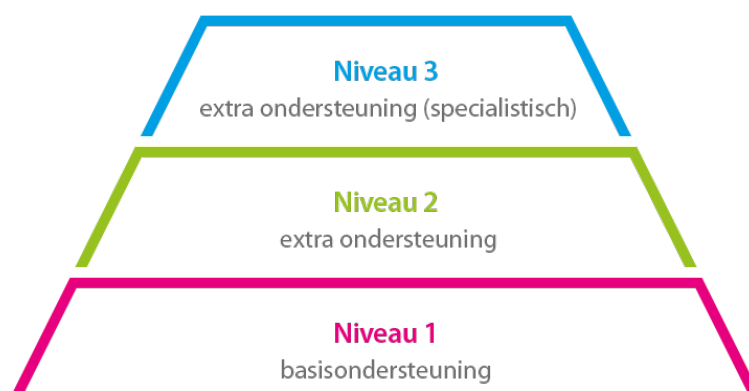 Niveau 3
extra ondersteuning (specialistisch)
Niveau 2
extra ondersteuning
Niveau 1
basisondersteuning